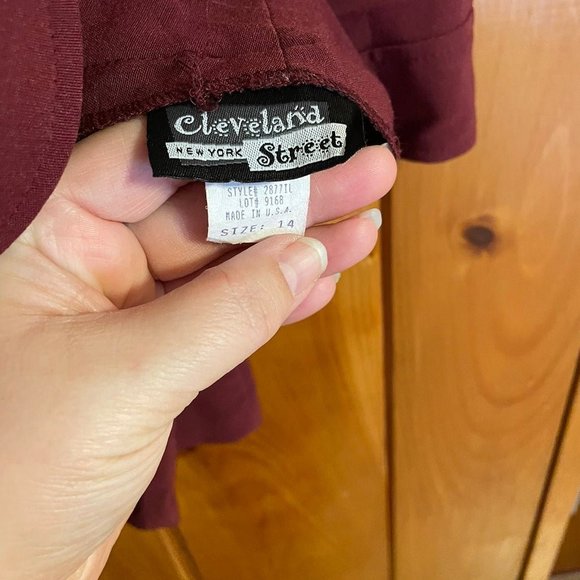 Cleveland
NEW YORK Street
STYLE# 2877IL
LOT# 9168
MADE IN U.S.A.
SIZE: 14